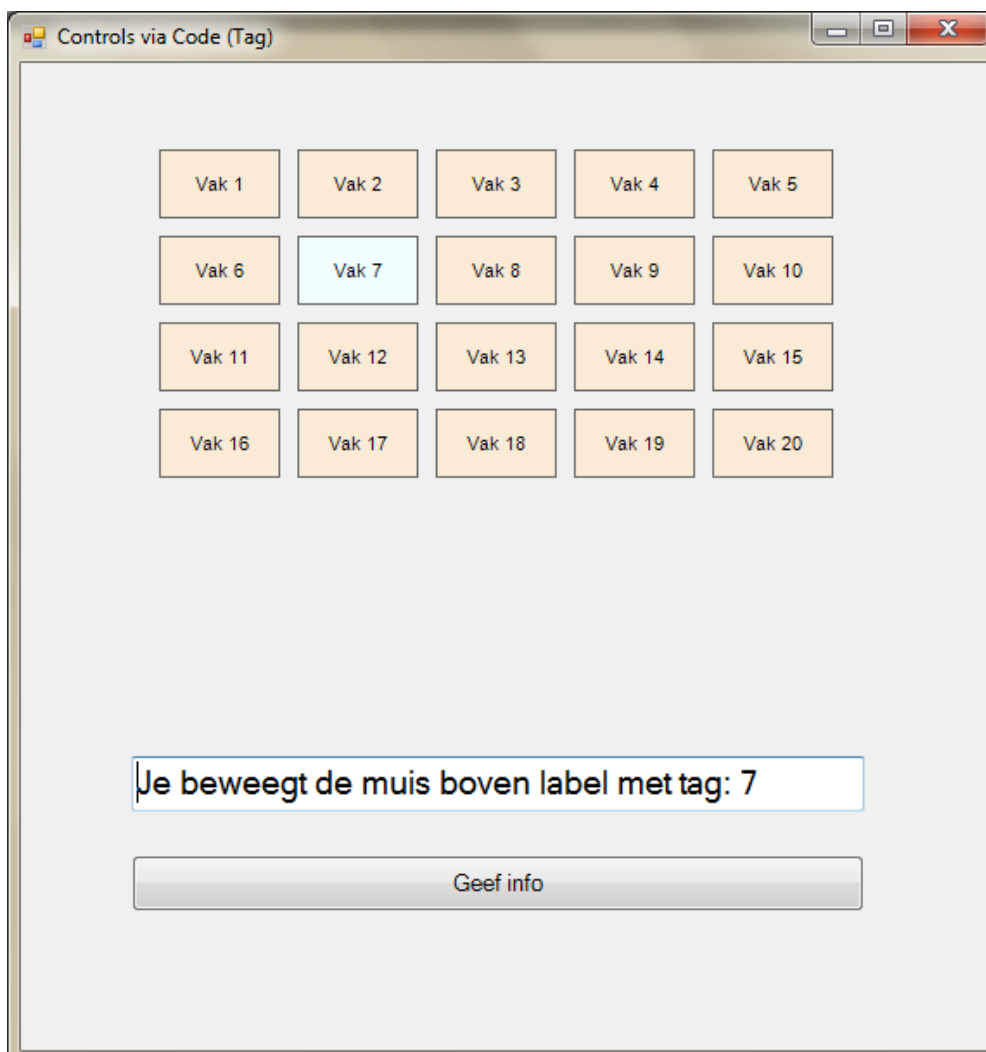 Controls via Code (Tag)
Vak 1 Vak 2 Vak 3 Vak 4 Vak 5
Vak 6 Vak 7 Vak 8 Vak 9 Vak 10
Vak 11 Vak 12 Vak 13 Vak 14 Vak 15
Vak 16 Vak 17 Vak 18 Vak 19 Vak 20
Je beweegt de muis boven label met tag: 7
Geef info